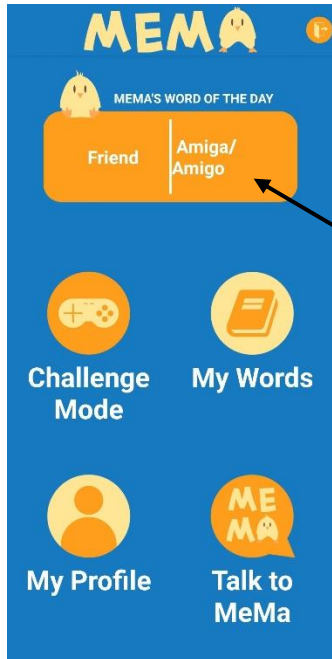 MEMA
MEMA'S WORD OF THE DAY
Friend
Amiga/
Amigo
Challenge
Mode
My Words
ME
MA
My Profile
Talk to
MeMa